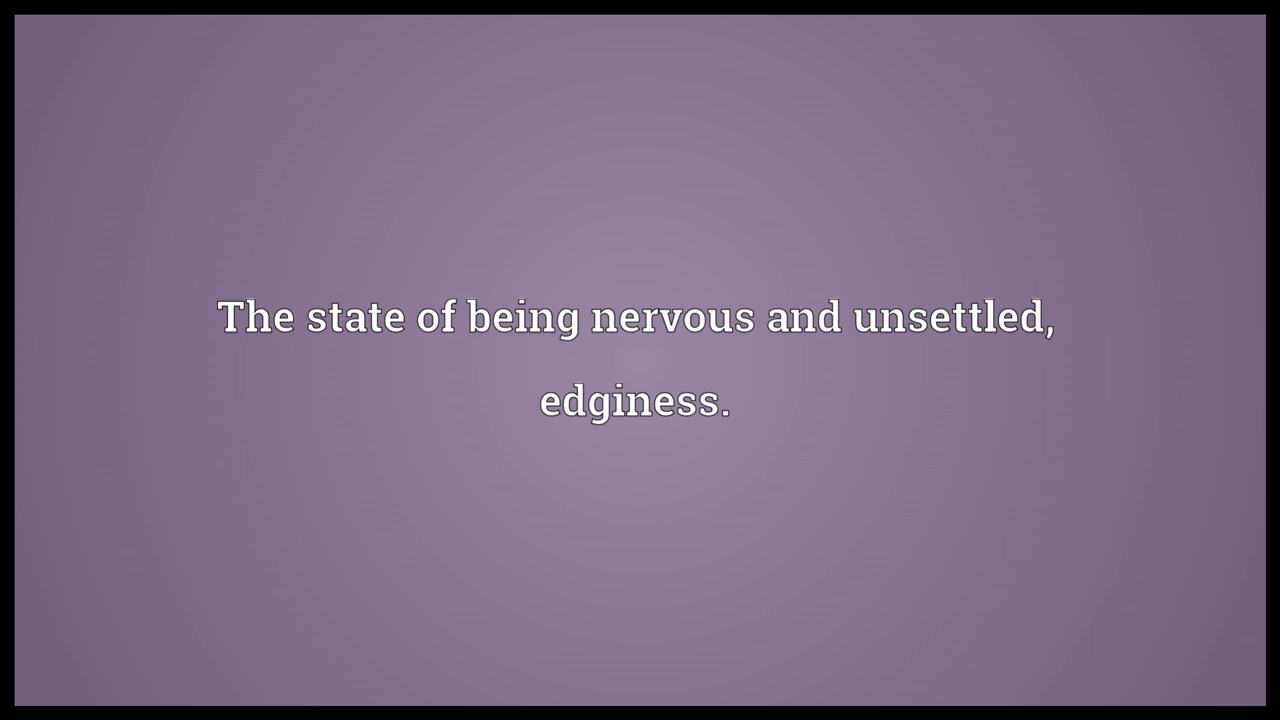 The state of being nervous and unsettled,
edginess.